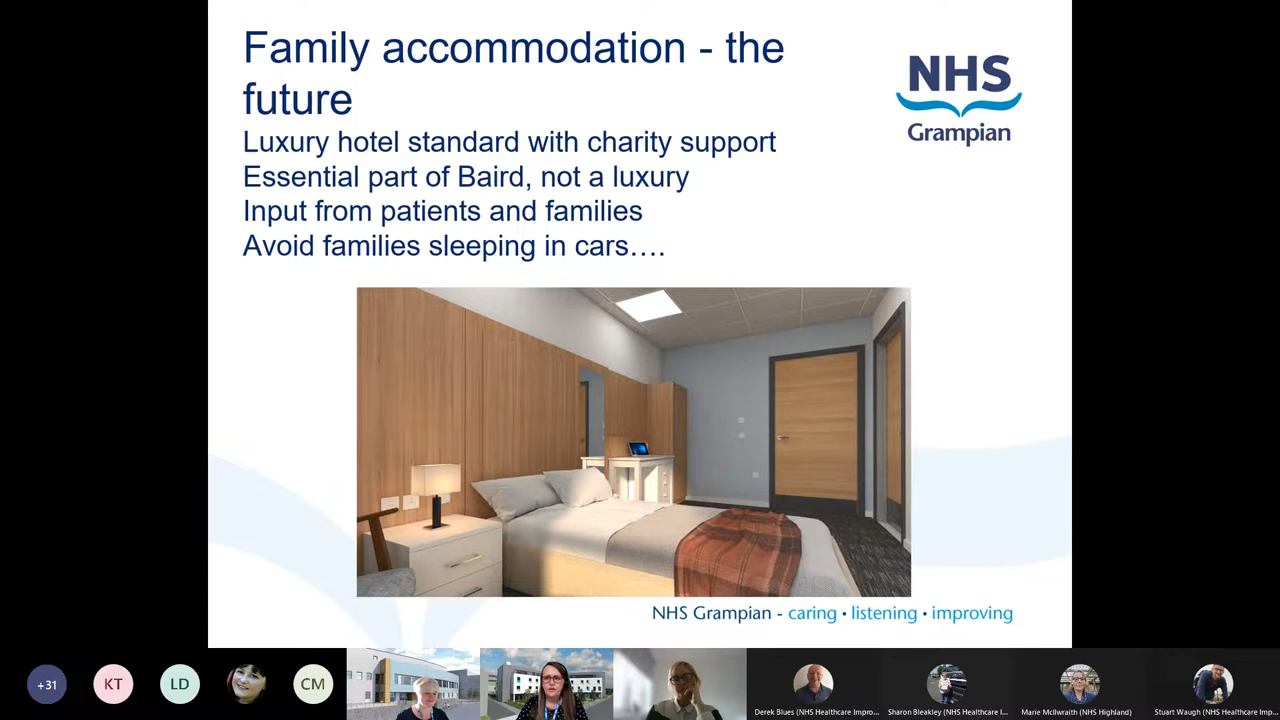 Family accommodation - the
future
NHS
Grampian
Luxury hotel standard with charity support
Essential part of Baird, not a luxury
Input from patients and families
Avoid families sleeping in cars….
NHS Grampian - caring • listening • improving
+31
KT
LD
CM
Derek Blues (NHS Healthcare Impro...
Sharon Bleakley (NHS Healthcare I...
Marie McIlwraith (NHS Highland)
Stuart Waugh (NHS Healthcare Imp...